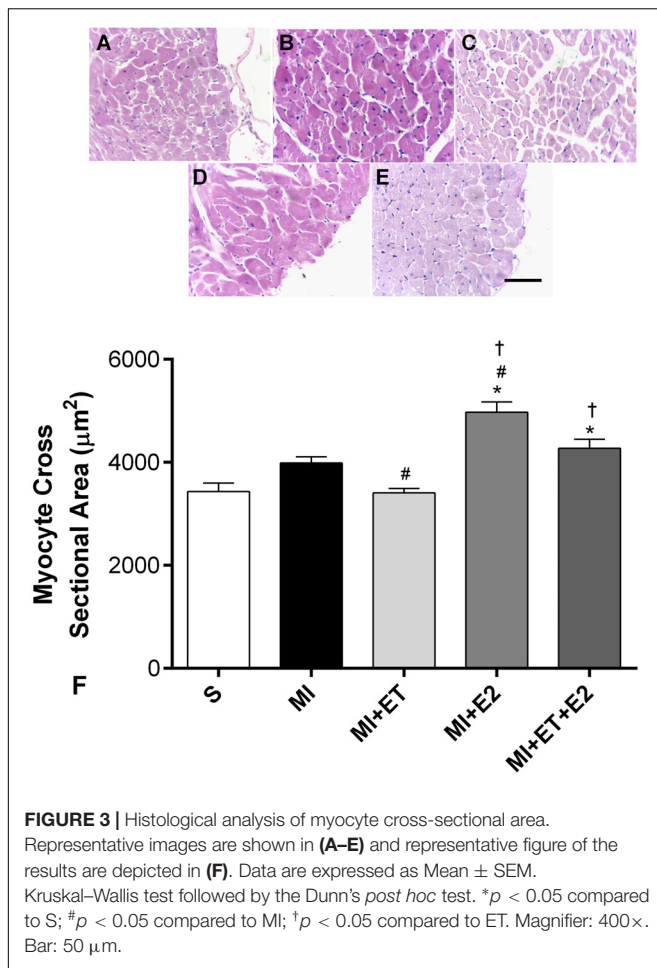 A
B
C
D
E
Myocyte Cross
Sectional Area (μm²)
6000
4000
2000
0
#
†
#
*
†
*
F
S
MI
MI+ET
MI+E2
MI+ET+E2
FIGURE 3 | Histological analysis of myocyte cross-sectional area.
Representative images are shown in (A–E) and representative figure of the
results are depicted in (F). Data are expressed as Mean ± SEM.
Kruskal–Wallis test followed by the Dunn's post hoc test. *p < 0.05 compared
to S; #p < 0.05 compared to MI; †p < 0.05 compared to ET. Magnifier: 400×.
Bar: 50 μm.